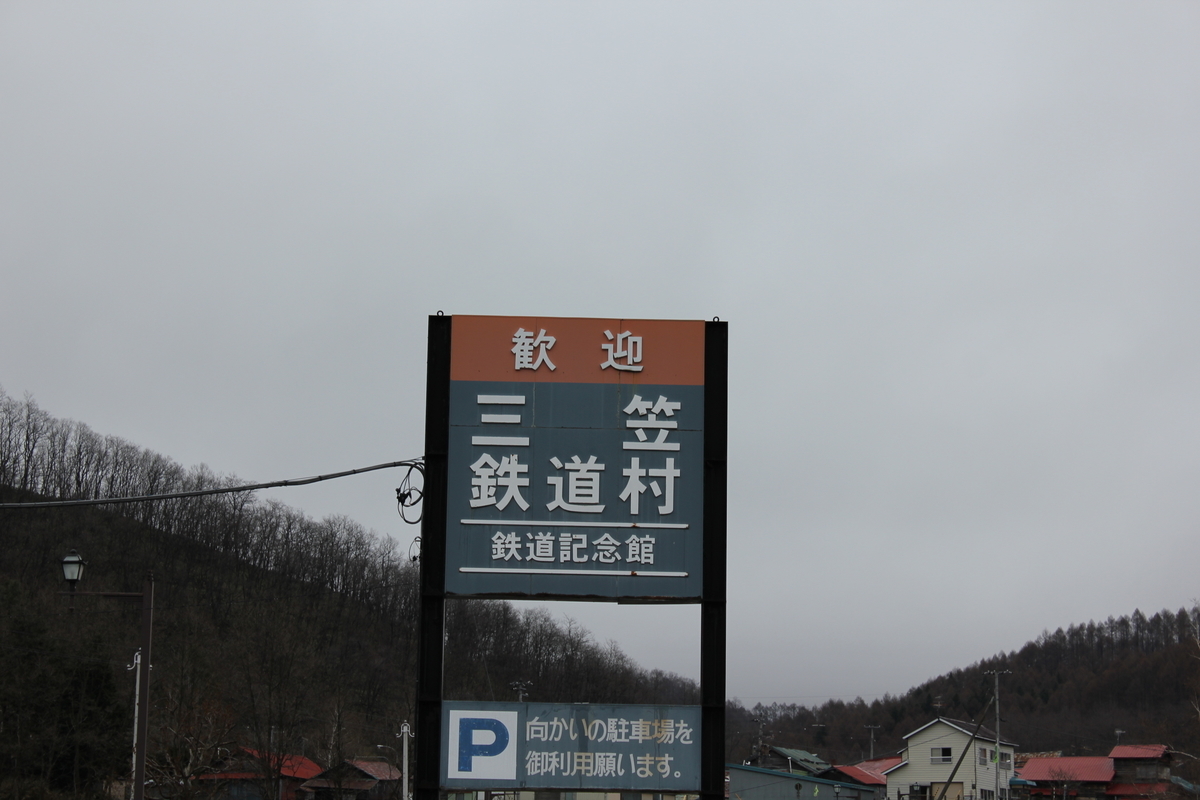 歓迎
三笠
鉄道村
鉄道記念館
P
向かいの駐車場を
御利用願います。